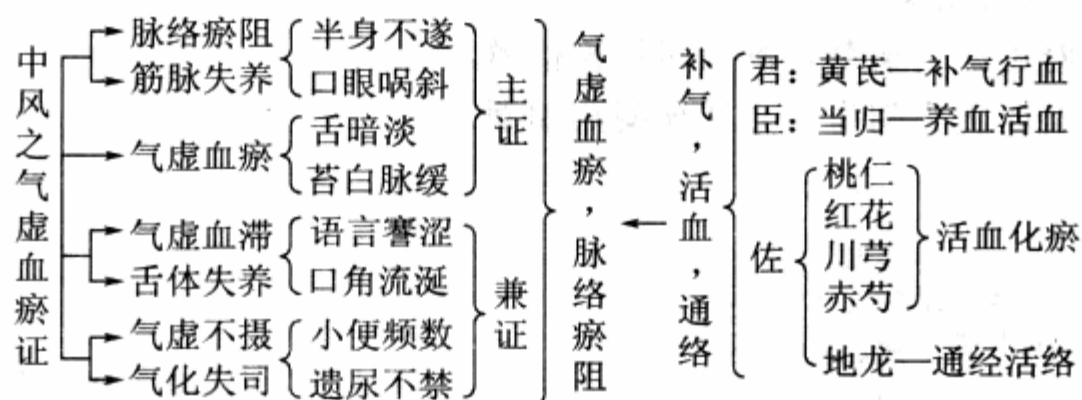 中风之气虚血瘀证
脉络瘀阻
筋脉失养
半身不遂
口眼㖞斜
气虚血瘀
舌暗淡
苔白脉缓
主证
气虚血滞
舌体失养
语言謇涩
口角流涎
气虚不摄
气化失司
小便频数
遗尿不禁
兼证
气虚血瘀，脉络瘀阻
补气，活血，通络
君：黄芪—补气行血
臣：当归—养血活血
佐
桃仁
红花
川芎
赤芍
活血化瘀
地龙—通经活络